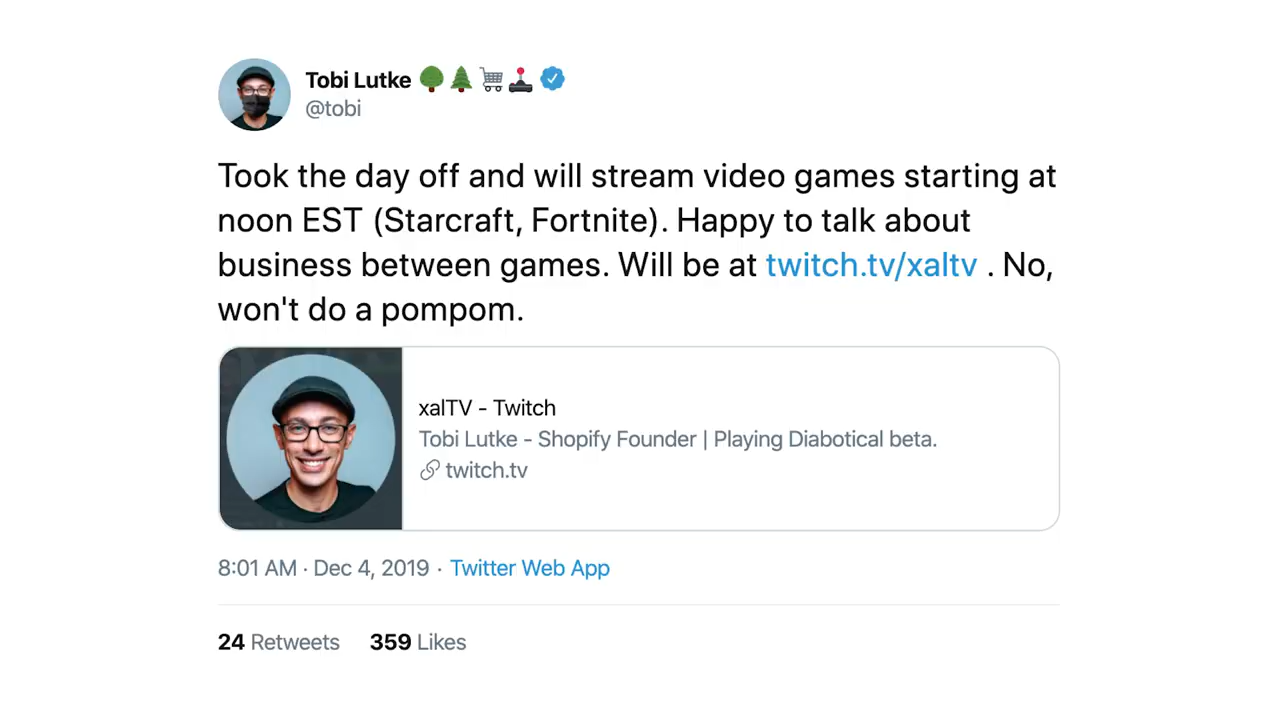 Tobi Lutke
@tobi
Took the day off and will stream video games starting at
noon EST (Starcraft, Fortnite). Happy to talk about
business between games. Will be at twitch.tv/xaltv . No,
won't do a pompom.
xalTV - Twitch
Tobi Lutke - Shopify Founder | Playing Diabotical beta.
twitch.tv
8:01 AM · Dec 4, 2019 · Twitter Web App
24 Retweets 359 Likes